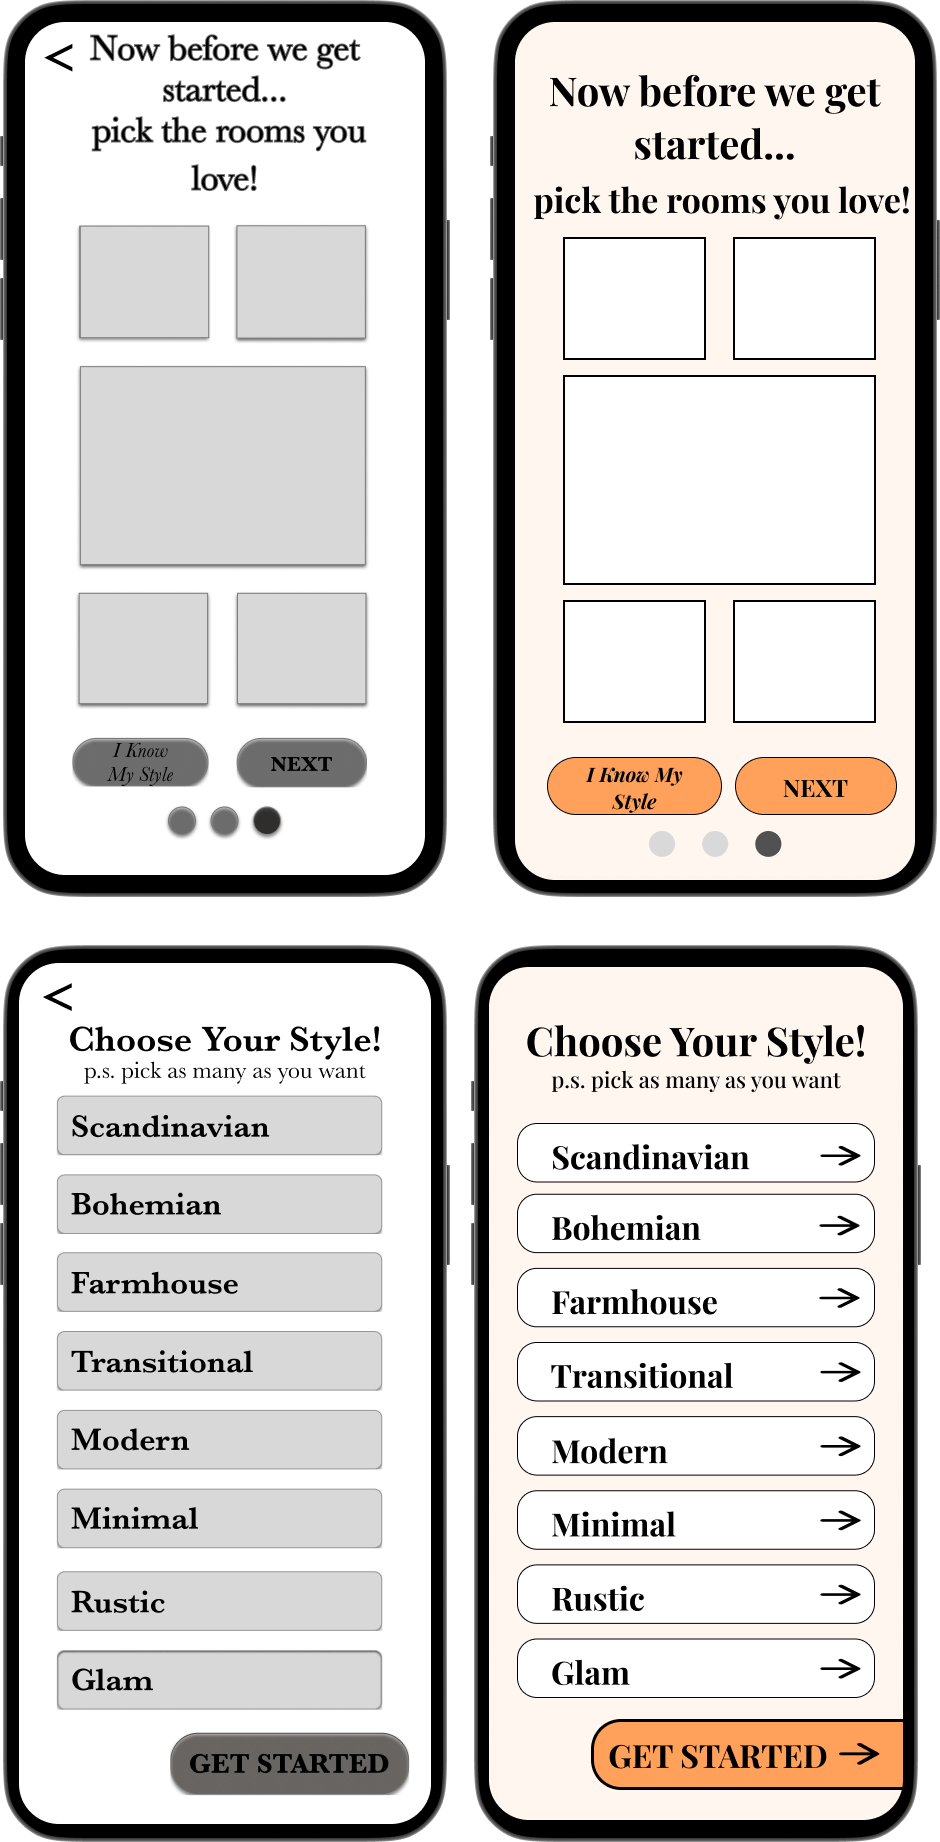 <
Now before we get
started...
pick the rooms you
love!
I Know
My Style
NEXT
Now before we get
started...
pick the rooms you love!
I Know My
Style
NEXT
<
Choose Your Style!
p.s. pick as many as you want
Scandinavian
Bohemian
Farmhouse
Transitional
Modern
Minimal
Rustic
Glam
GET STARTED
Choose Your Style!
p.s. pick as many as you want
Scandinavian →
Bohemian →
Farmhouse →
Transitional →
Modern →
Minimal →
Rustic →
Glam →
GET STARTED →